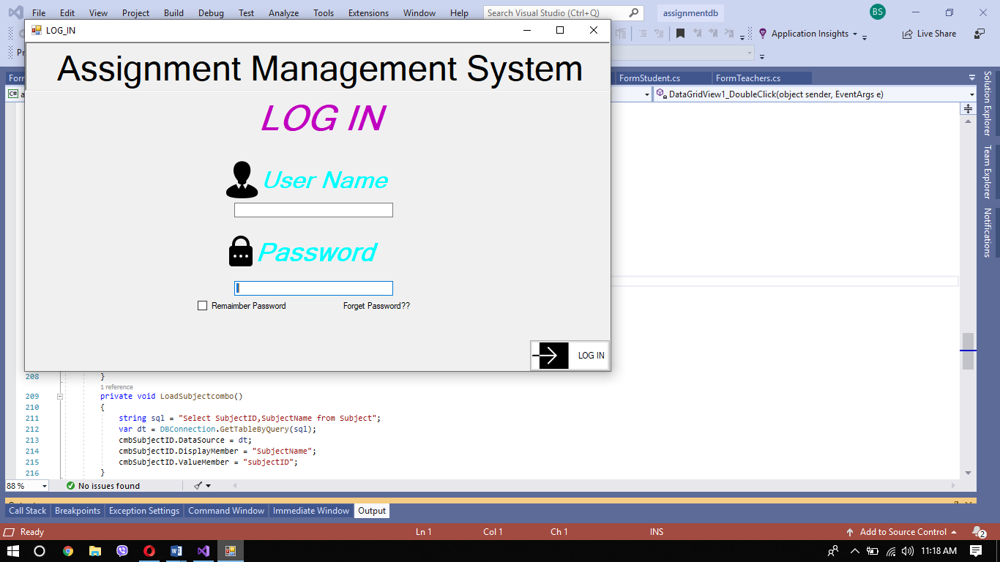 File Edit View Project Build Debug Test Analyze Tools Extensions Window Help Search Visual Studio (Ctrl+Q) assignmentdb BS
LOG_IN
Application Insights Live Share
Assignment Management System
FormStudent.cs FormTeachers.cs
C#
DataGridView1_DoubleClick(object sender, EventArgs e)
LOG IN
User Name
Password
Remaimber Password Forget Password??
LOG IN
Solution Explorer
Team Explorer
Notifications
208 }
1 reference
209 private void LoadSubjectcombo()
210 {
211 string sql = "Select SubjectID,SubjectName from Subject";
212 var dt = DBConnection.GetTableByQuery(sql);
213 cmbSubjectID.DataSource = dt;
214 cmbSubjectID.DisplayMember = "SubjectName";
215 cmbSubjectID.ValueMember = "subjectID";
216 }
88 % No issues found
Call Stack Breakpoints Exception Settings Command Window Immediate Window Output
Ready Ln 1 Col 1 Ch 1 INS Add to Source Control 2
11:18 AM